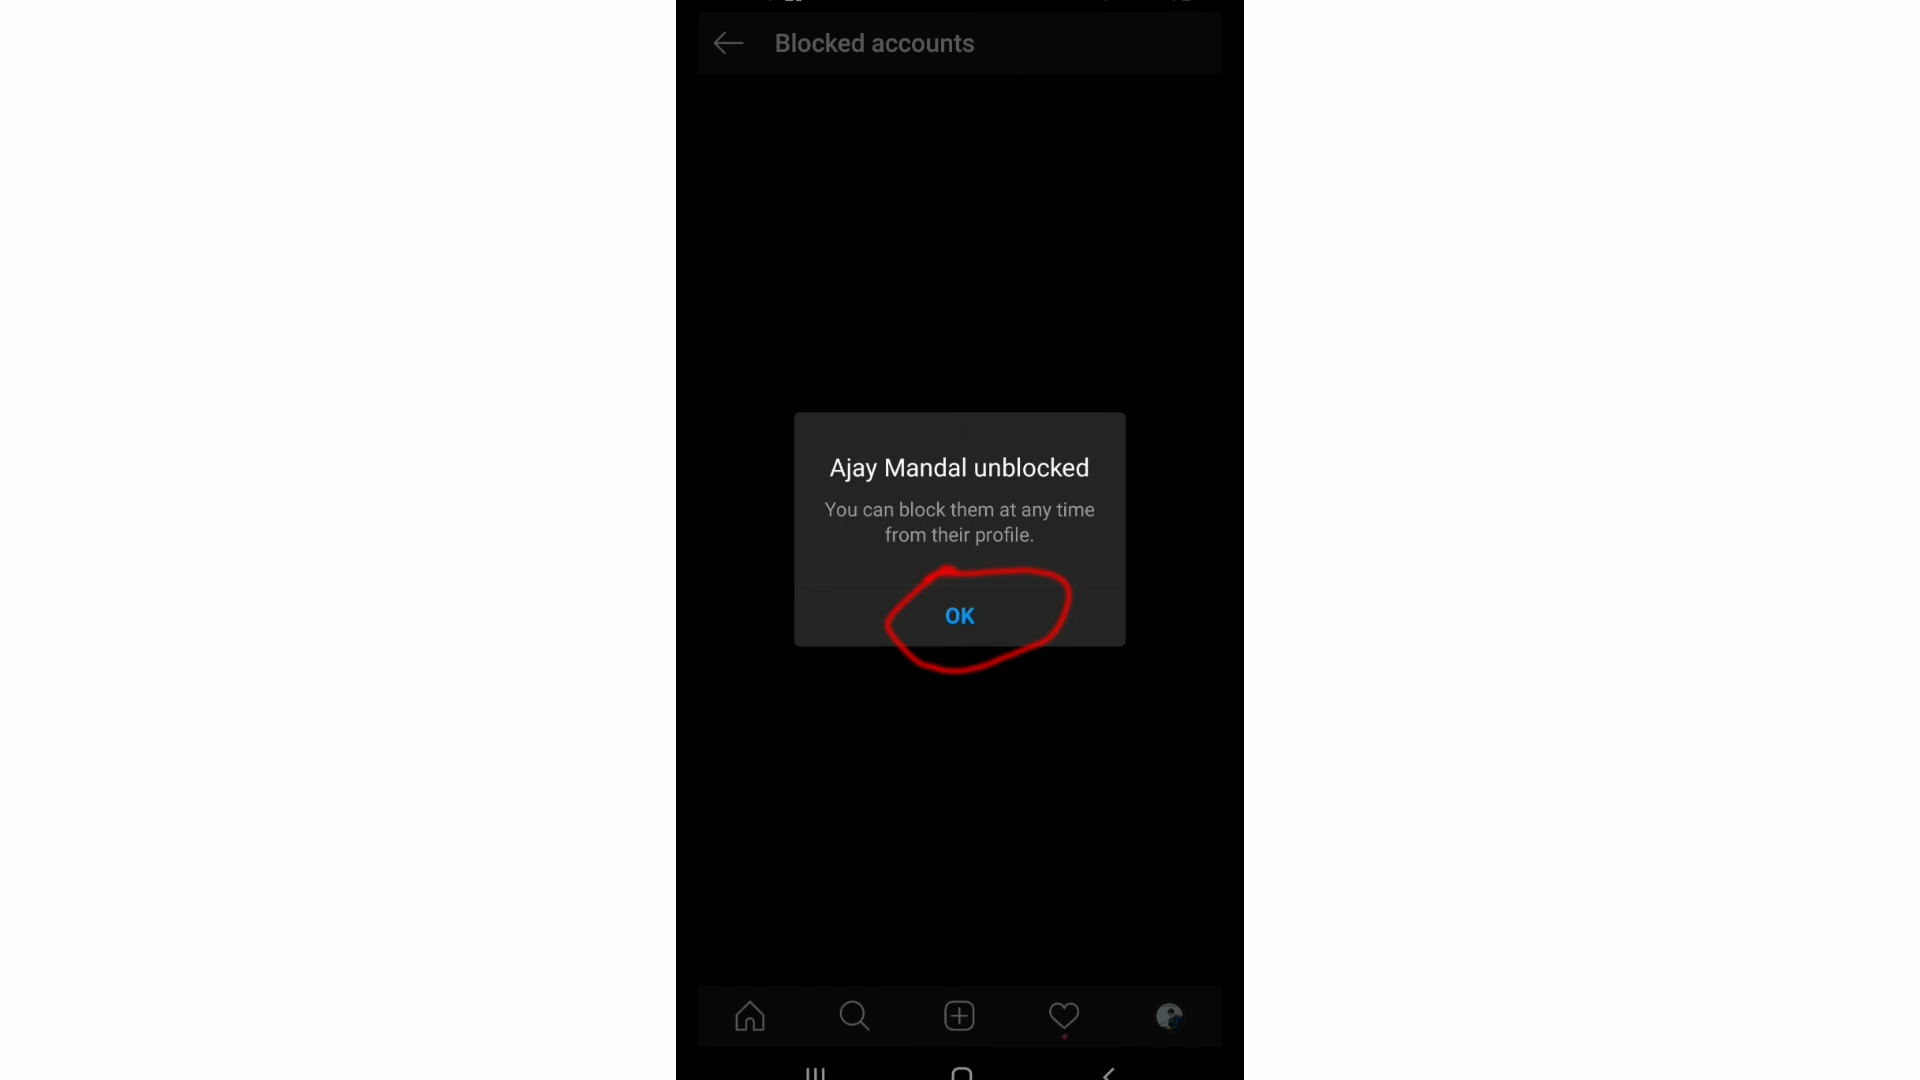 Blocked accounts
Ajay Mandal unblocked
You can block them at any time
from their profile.
OK